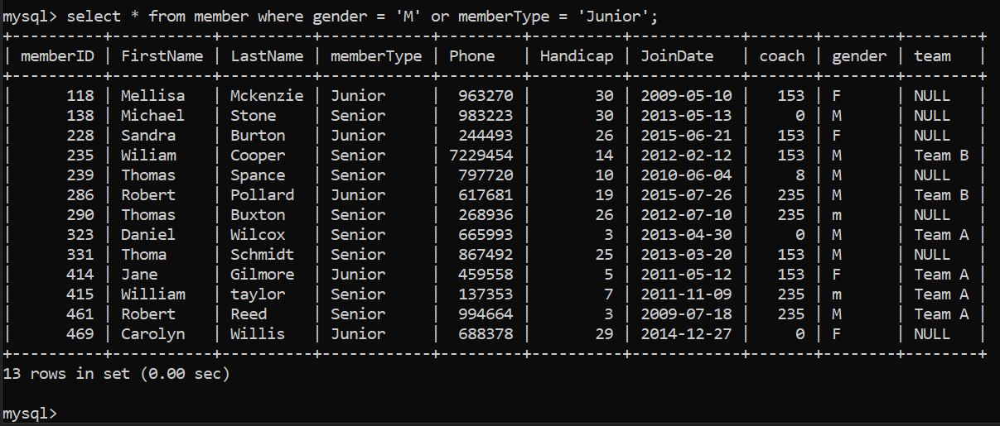 mysql> select * from member where gender = 'M' or memberType = 'Junior';
+----------+-----------+----------+------------+---------+----------+------------+-------+--------+--------+
| memberID | FirstName | LastName | memberType | Phone   | Handicap | JoinDate   | coach | gender | team   |
+----------+-----------+----------+------------+---------+----------+------------+-------+--------+--------+
|      118 | Mellisa   | Mckenzie | Junior     |  963270 |       30 | 2009-05-10 |   153 | F      | NULL   |
|      138 | Michael   | Stone    | Senior     |  983223 |       30 | 2013-05-13 |     0 | M      | NULL   |
|      228 | Sandra    | Burton   | Junior     |  244493 |       26 | 2015-06-21 |   153 | F      | NULL   |
|      235 | Wiliam    | Cooper   | Senior     | 7229454 |       14 | 2012-02-12 |   153 | M      | Team B |
|      239 | Thomas    | Spance   | Senior     |  797720 |       10 | 2010-06-04 |     8 | M      | NULL   |
|      286 | Robert    | Pollard  | Junior     |  617681 |       19 | 2015-07-26 |   235 | M      | Team B |
|      290 | Thomas    | Buxton   | Senior     |  268936 |       26 | 2012-07-10 |   235 | m      | NULL   |
|      323 | Daniel    | Wilcox   | Senior     |  665993 |        3 | 2013-04-30 |     0 | M      | Team A |
|      331 | Thoma     | Schmidt  | Senior     |  867492 |       25 | 2013-03-20 |   153 | M      | NULL   |
|      414 | Jane      | Gilmore  | Junior     |  459558 |        5 | 2011-05-12 |   153 | F      | Team A |
|      415 | William   | taylor   | Senior     |  137353 |        7 | 2011-11-09 |   235 | m      | Team A |
|      461 | Robert    | Reed     | Senior     |  994664 |        3 | 2009-07-18 |   235 | M      | Team A |
|      469 | Carolyn   | Willis   | Junior     |  688378 |       29 | 2014-12-27 |     0 | F      | NULL   |
+----------+-----------+----------+------------+---------+----------+------------+-------+--------+--------+
13 rows in set (0.00 sec)
mysql>